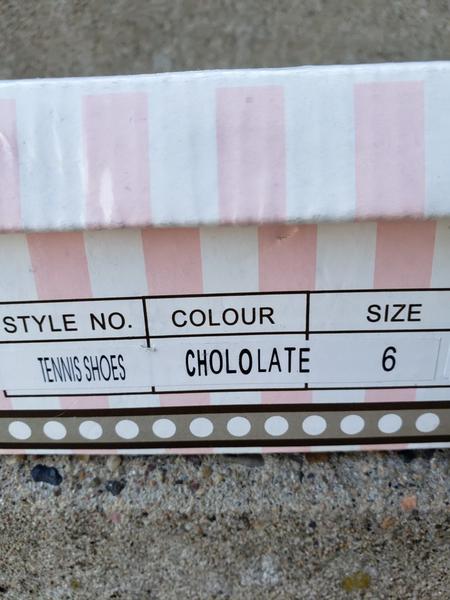 STYLE NO. COLOUR SIZE
TENNIS SHOES CHOLOLATE 6